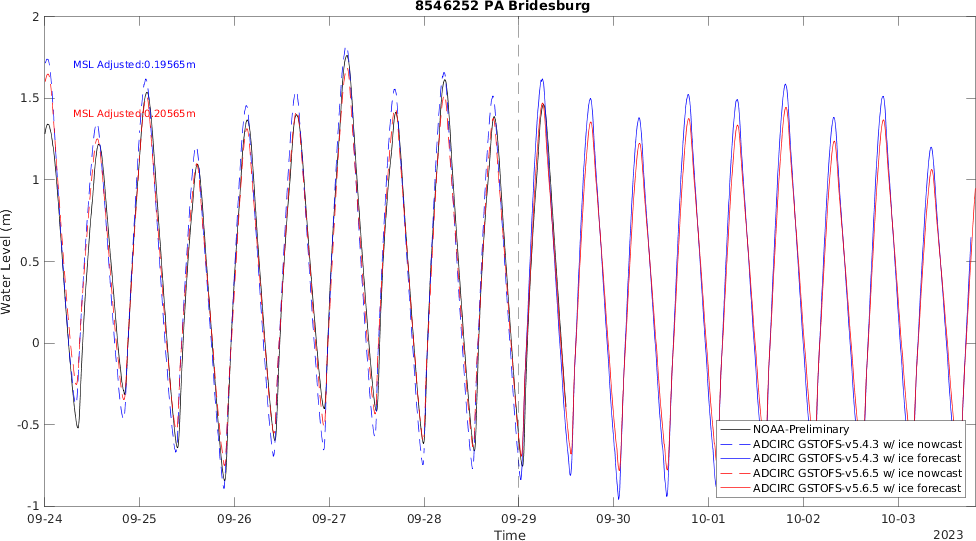 8546252 PA Bridesburg
2
1.5
1
0.5
0
-0.5
-1
Water Level (m)
MSL Adjusted:0.19565m
MSL Adjusted:0.20565m
NOAA-Preliminary
ADCIRC GSTOFS-v5.4.3 w/ ice nowcast
ADCIRC GSTOFS-v5.4.3 w/ ice forecast
ADCIRC GSTOFS-v5.6.5 w/ ice nowcast
ADCIRC GSTOFS-v5.6.5 w/ ice forecast
09-24 09-25 09-26 09-27 09-28 09-29 09-30 10-01 10-02 10-03
Time
2023